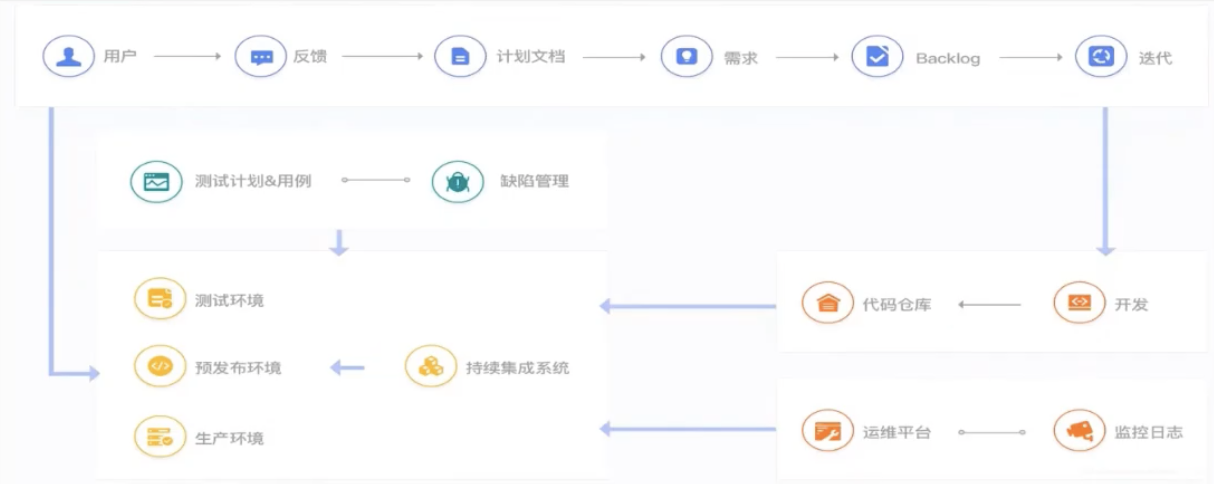 用户
反馈
计划文档
需求
Backlog
迭代
测试计划&用例
缺陷管理
测试环境
代码仓库
开发
预发布环境
持续集成系统
生产环境
运维平台
监控日志